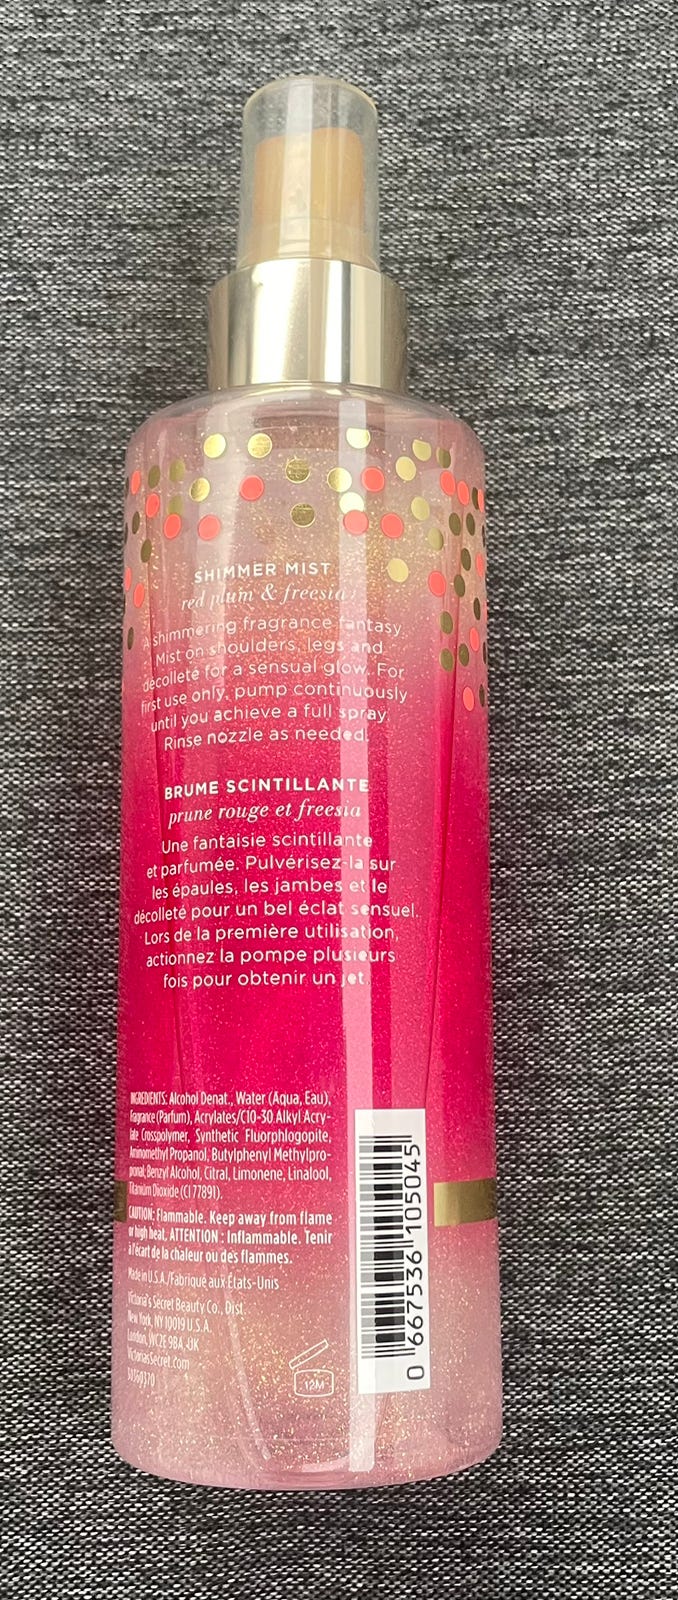 SHIMMER MIST
red plum & freesia
A shimmering fragrance fantasy.
Mist on shoulders, legs and
décolleté for a sensual glow. For
first use only, pump continuously
until you achieve a full spray.
Rinse nozzle as needed.
BRUME SCINTILLANTE
prune rouge et freesia
Une fantaisie scintillante
et parfumée. Pulvérisez-la sur
les épaules, les jambes et le
décolleté pour un bel éclat sensuel.
Lors de la première utilisation,
actionnez la pompe plusieurs
fois pour obtenir un jet.
INGREDIENTS: Alcohol Denat., Water (Aqua, Eau),
Fragrance (Parfum), Acrylates/C10-30 Alkyl Acry-
late Crosspolymer, Synthetic Fluorphlogopite,
Aminomethyl Propanol, Butylphenyl Methylpro-
pional, Benzyl Alcohol, Citral, Limonene, Linalool,
Titanium Dioxide (CI 77891).
CAUTION: Flammable. Keep away from flame
or high heat. ATTENTION : Inflammable. Tenir
à l'écart de la chaleur ou des flammes.
Made in U.S.A./Fabriqué aux États-Unis
Victoria's Secret Beauty Co., Dist.
New York, NY 10019 U.S.A.
London, WC2E 9BA, UK
VictoriasSecret.com
12M
0 667536 105045